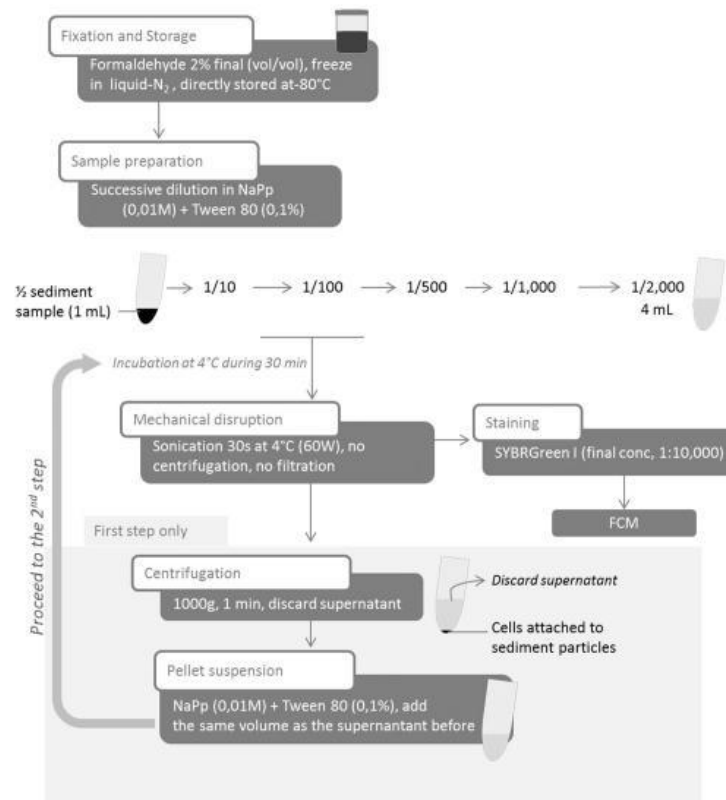 Fixation and Storage
Formaldehyde 2% final (vol/vol), freeze
in liquid-N₂ , directly stored at-80°C
Sample preparation
Successive dilution in NaPp
(0,01M) + Tween 80 (0,1%)
½ sediment
sample (1 mL)
1/10
1/100
1/500
1/1,000
1/2,000
4 mL
Incubation at 4°C during 30 min
Mechanical disruption
Sonication 30s at 4°C (60W), no
centrifugation, no filtration
Staining
SYBRGreen I (final conc, 1:10,000)
FCM
Proceed to the 2nd step
First step only
Centrifugation
1000g, 1 min, discard supernatant
Discard supernatant
Cells attached to
sediment particles
Pellet suspension
NaPp (0,01M) + Tween 80 (0,1%), add
the same volume as the supernantant before